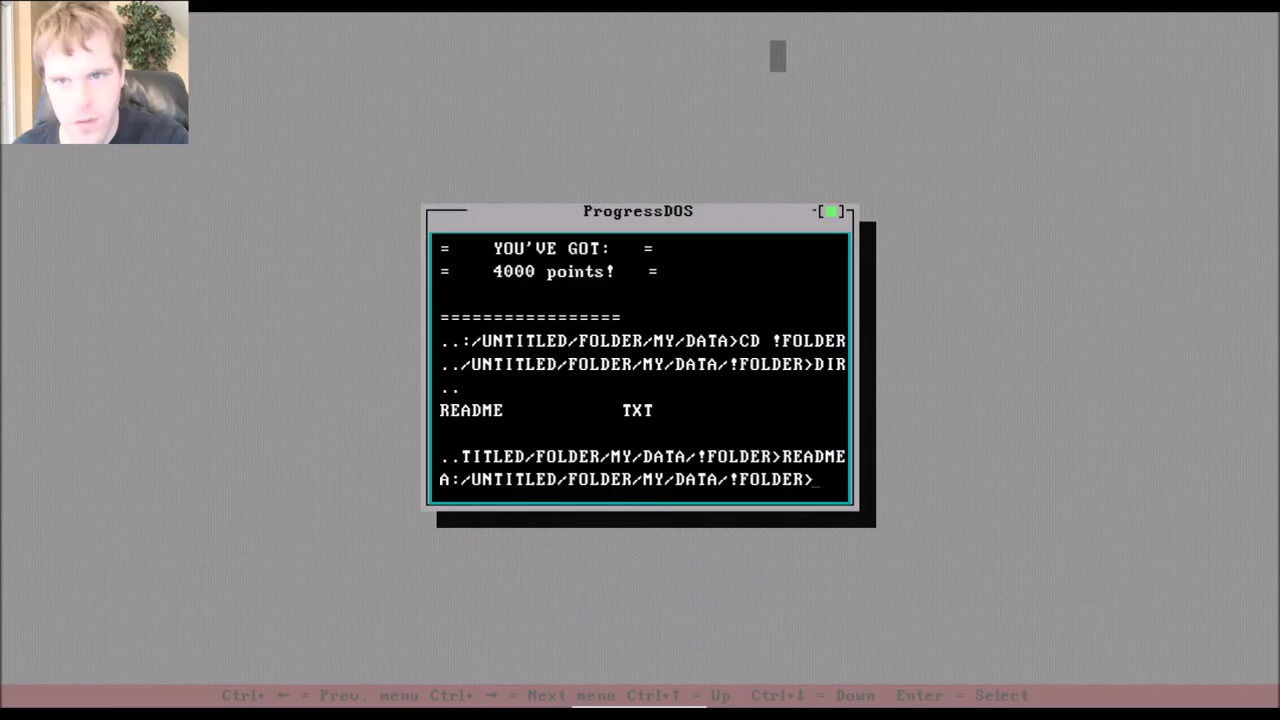 ProgressDOS
= YOU'VE GOT: =
= 4000 points! =
=================
..:/UNTITLED/FOLDER/MY/DATA>CD !FOLDER
../UNTITLED/FOLDER/MY/DATA/!FOLDER>DIR
..
README TXT
..TITLED/FOLDER/MY/DATA/!FOLDER>README
A:/UNTITLED/FOLDER/MY/DATA/!FOLDER>_
Ctrl+ ← = Prev. menu Ctrl+ → = Next menu Ctrl+↑ = Up Ctrl+↓ = Down Enter = Select